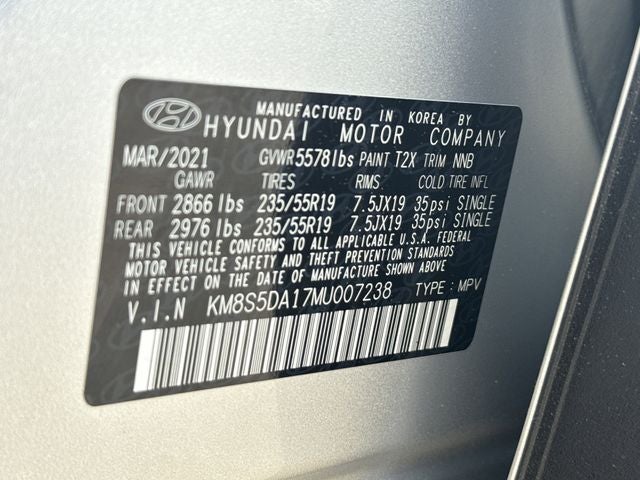 MANUFACTURED IN KOREA BY
HYUNDAI MOTOR COMPANY
MAR/2021 GVWR 5578 lbs PAINT T2X TRIM NNB
GAWR TIRES RIMS COLD TIRE INFL
FRONT 2866 lbs 235/55R19 7.5JX19 35psi SINGLE
REAR 2976 lbs 235/55R19 7.5JX19 35psi SINGLE
THIS VEHICLE CONFORMS TO ALL APPLICABLE U.S.A. FEDERAL
MOTOR VEHICLE SAFETY AND THEFT PREVENTION STANDARDS
IN EFFECT ON THE DATE OF MANUFACTURE SHOWN ABOVE
V.I.N KM8S5DA17MU007238 TYPE : MPV